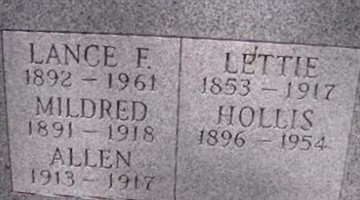 LANCE F.
1892 - 1961
MILDRED
1891 - 1918
ALLEN
1913 - 1917
LETTIE
1853 - 1917
HOLLIS
1896 - 1954